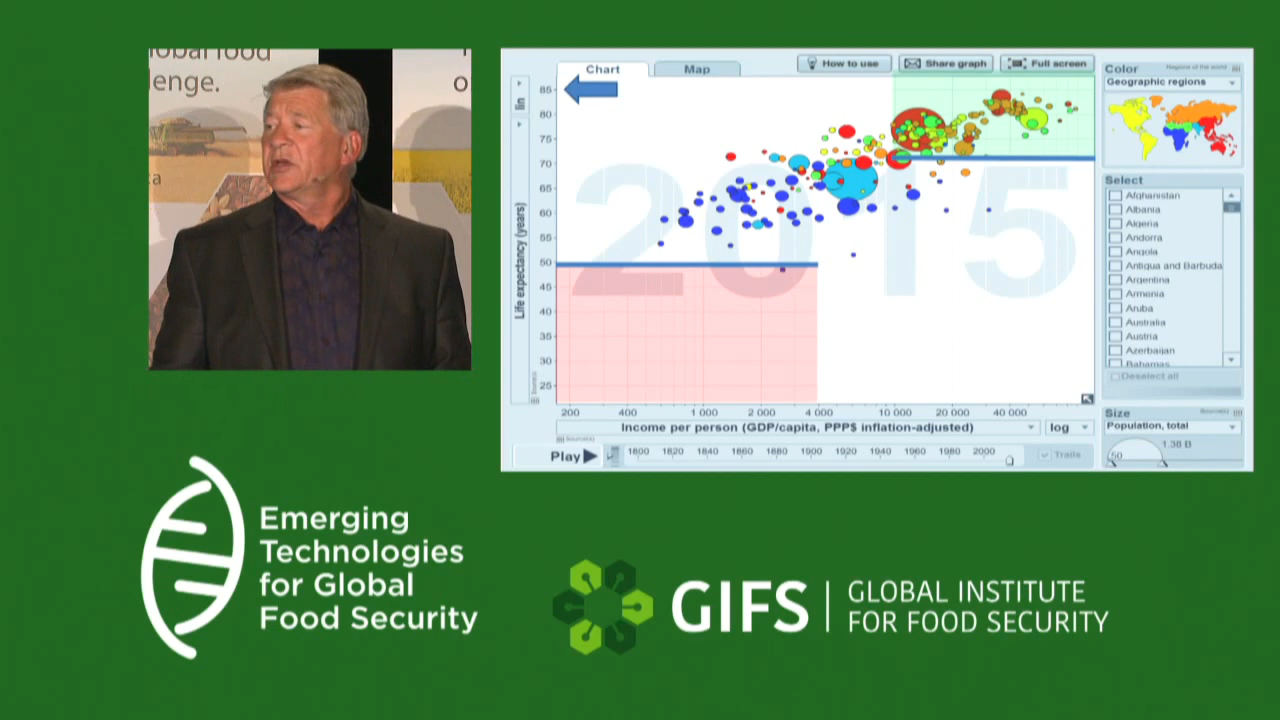 obal food
lenge.
o
Chart
Map
How to use
Share graph
Full screen
Color
Geographic regions
lin
Life expectancy (years)
85
80
75
70
65
60
55
50
45
40
35
30
25
2015
Select
Afghanistan
Albania
Algeria
Andorra
Angola
Antigua and Barbuda
Argentina
Armenia
Aruba
Australia
Austria
Azerbaijan
Bahamas
Deselect all
200 400 1 000 2 000 4 000 10 000 20 000 40 000
Income per person (GDP/capita, PPP$ inflation-adjusted)
log
Size
Population, total
1.38 B
50
Play
1800 1820 1840 1860 1880 1900 1920 1940 1960 1980 2000
Trails
Emerging
Technologies
for Global
Food Security
GIFS
GLOBAL INSTITUTE
FOR FOOD SECURITY